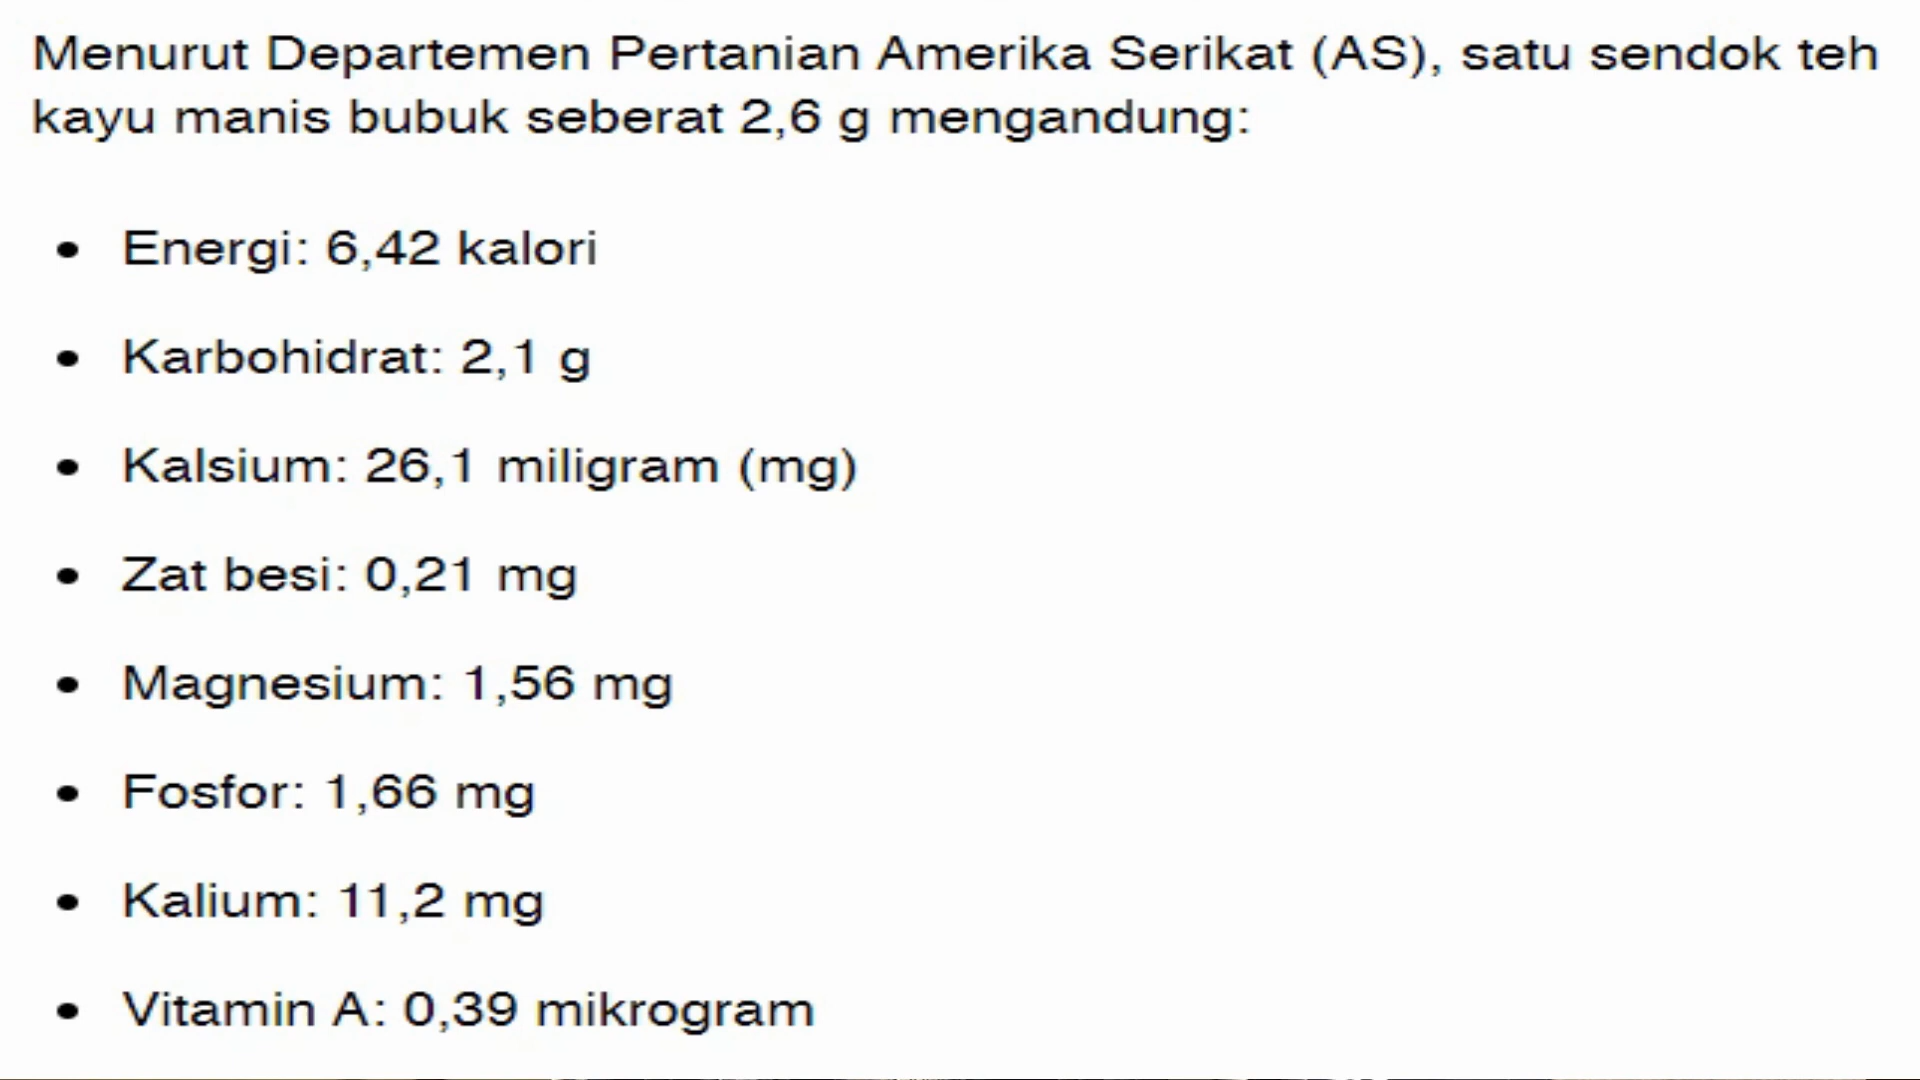 Menurut Departemen Pertanian Amerika Serikat (AS), satu sendok teh
kayu manis bubuk seberat 2,6 g mengandung:
• Energi: 6,42 kalori
• Karbohidrat: 2,1 g
• Kalsium: 26,1 miligram (mg)
• Zat besi: 0,21 mg
• Magnesium: 1,56 mg
• Fosfor: 1,66 mg
• Kalium: 11,2 mg
• Vitamin A: 0,39 mikrogram